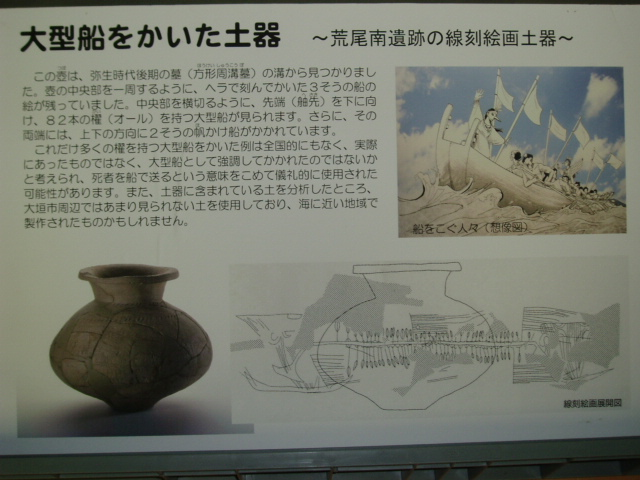 大型船をかいた土器　～荒尾南遺跡の線刻絵画土器～
この壺は、弥生時代後期の墓（方形周溝墓）の溝から見つかりまし
た。壺の中央部を一周するように、ヘラで刻んでかいた３そうの船の
絵が残っていました。中央部を横切るように、先端（舳先）を下に向
け、８２本の櫂（オール）を持つ大型船が見られます。さらに、その
両端には、上下の方向に２そうの帆かけ船がかかれています。
これだけ多くの櫂を持つ大型船をかいた例は全国的にもなく、実際
にあったものではなく、大型船として強調してかかれたのではないか
と考えられ、死者を船で送るという意味をこめて儀礼的に使用された
可能性があります。また、土器に含まれている土を分析したところ、
大垣市周辺ではあまり見られない土を使用しており、海に近い地域で
製作されたものかもしれません。
船をこぐ人々（想像図）
線刻絵画展開図